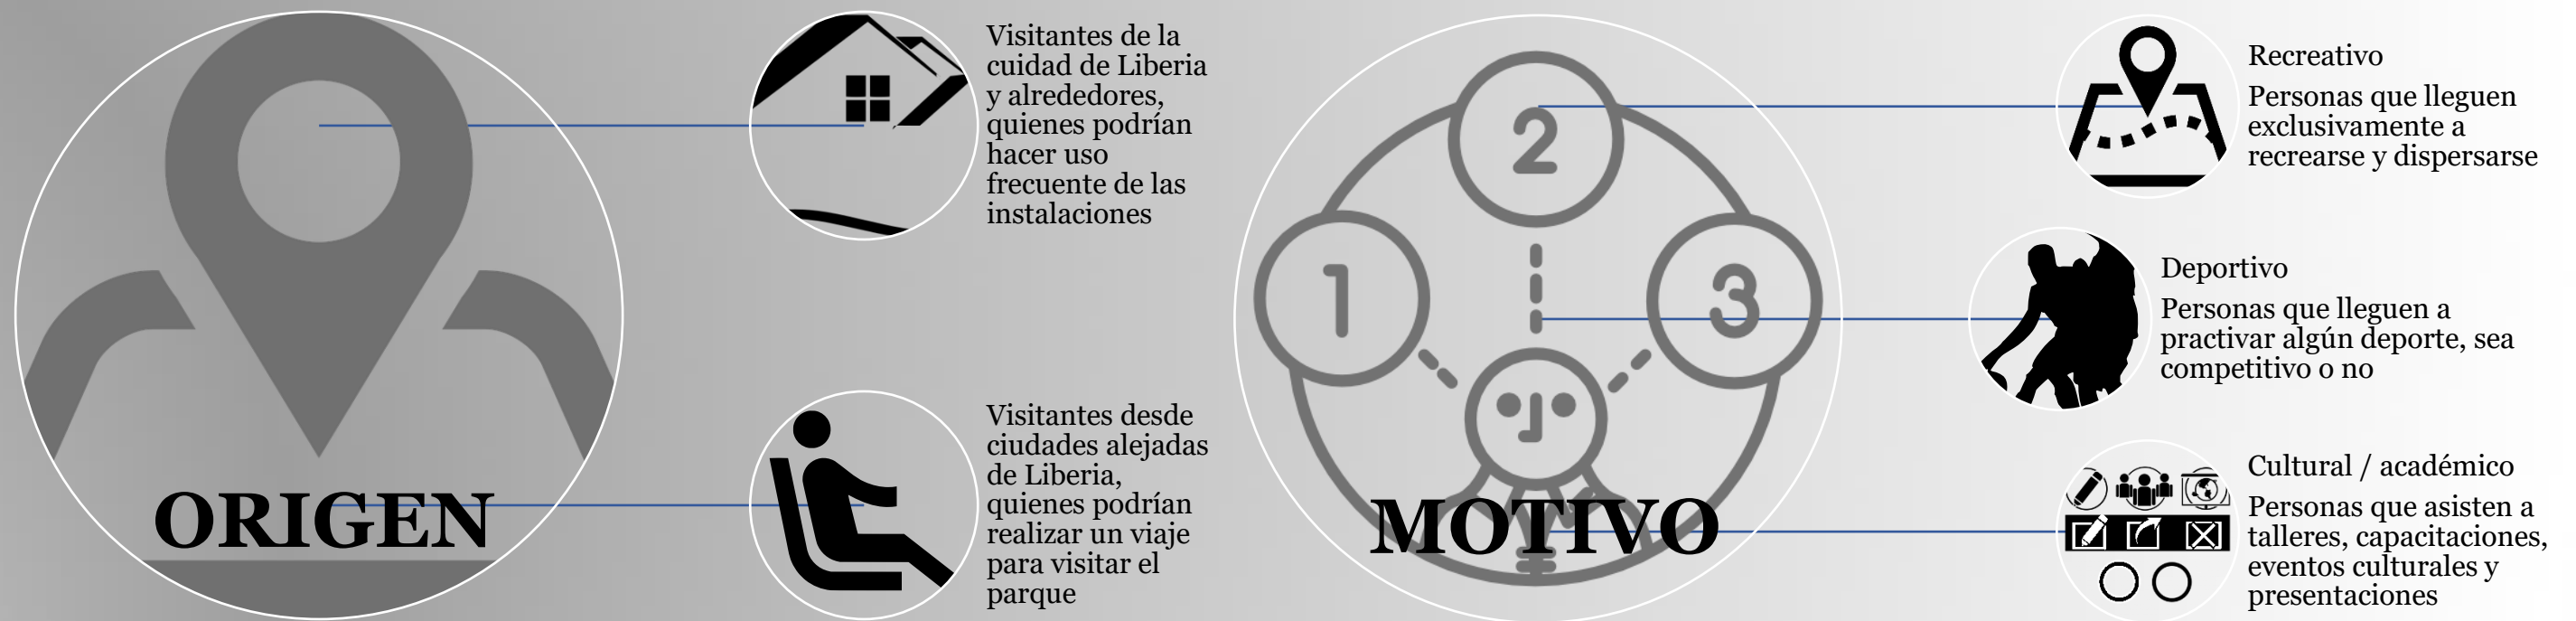 ORIGEN
Visitantes de la
cuidad de Liberia
y alrededores,
quienes podrían
hacer uso
frecuente de las
instalaciones
Visitantes desde
ciudades alejadas
de Liberia,
quienes podrían
realizar un viaje
para visitar el
parque
MOTIVO
1
2
3
Recreativo
Personas que lleguen
exclusivamente a
recrearse y dispersarse
Deportivo
Personas que lleguen a
practivar algún deporte, sea
competitivo o no
Cultural / académico
Personas que asisten a
talleres, capacitaciones,
eventos culturales y
presentaciones